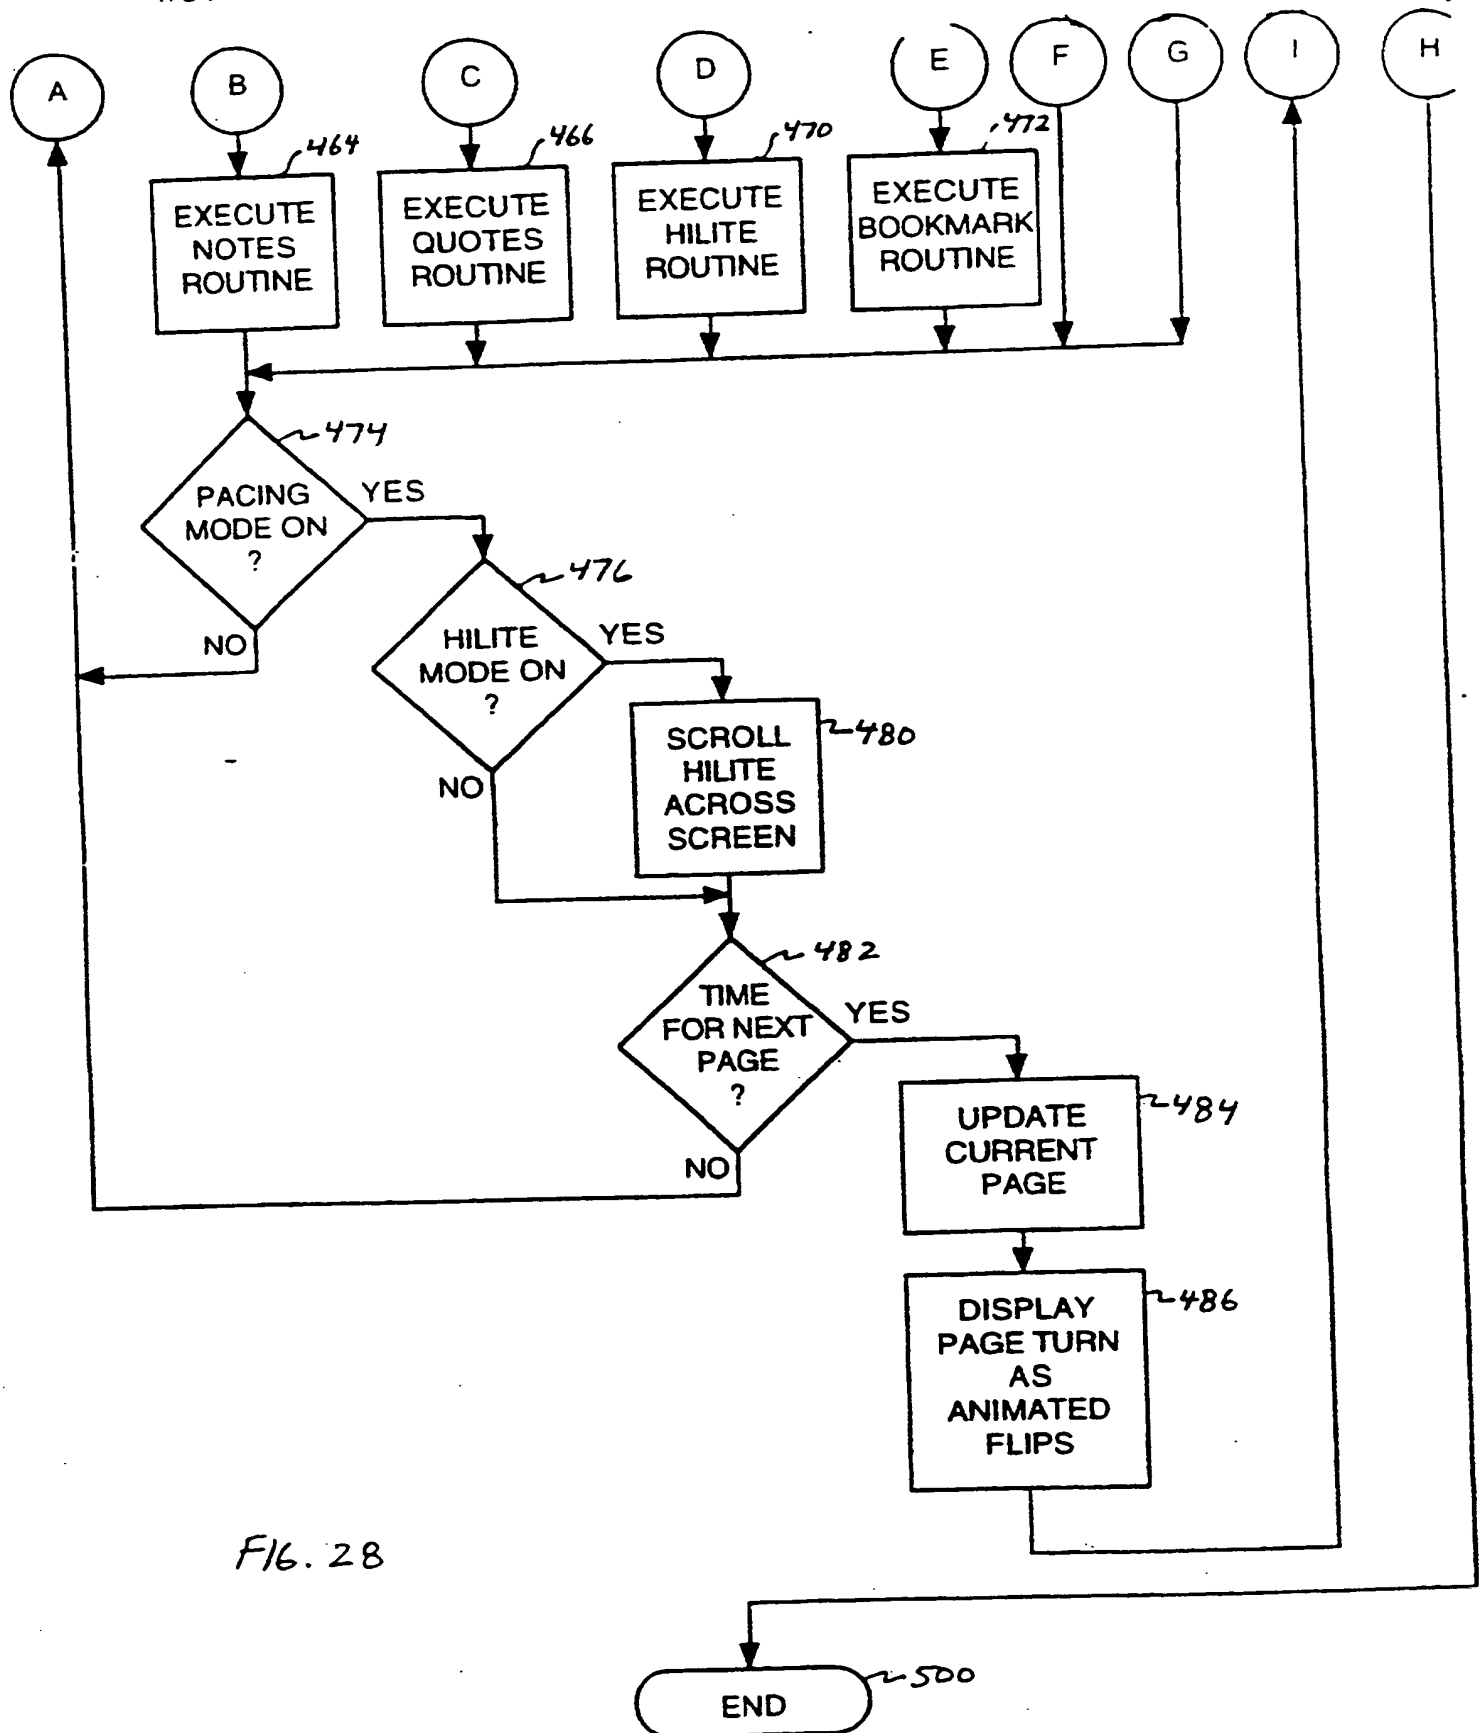 A
B
C
D
E
F
G
I
H
464
466
470
472
EXECUTE
NOTES
ROUTINE
EXECUTE
QUOTES
ROUTINE
EXECUTE
HILITE
ROUTINE
EXECUTE
BOOKMARK
ROUTINE
474
PACING
MODE ON
?
YES
NO
476
HILITE
MODE ON
?
YES
NO
480
SCROLL
HILITE
ACROSS
SCREEN
482
TIME
FOR NEXT
PAGE
?
YES
NO
484
UPDATE
CURRENT
PAGE
486
DISPLAY
PAGE TURN
AS
ANIMATED
FLIPS
FIG. 28
500
END